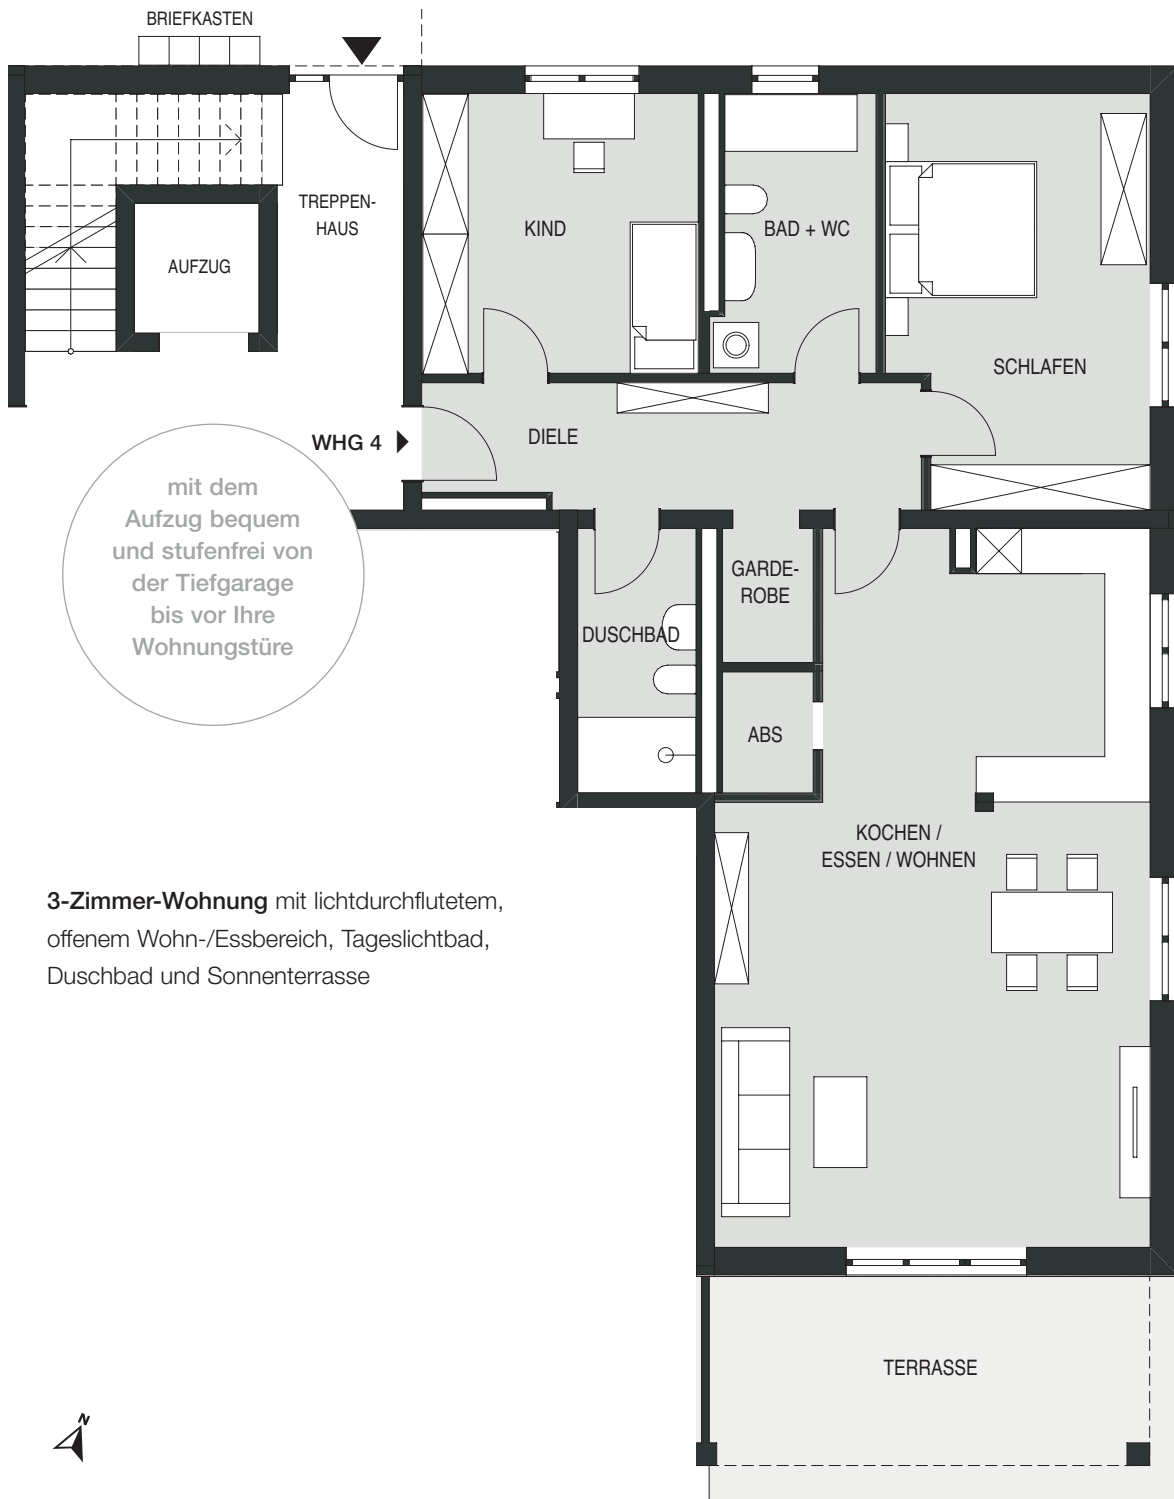 BRIEFKASTEN
TREPPEN-
HAUS
AUFZUG
KIND
BAD + WC
SCHLAFEN
WHG 4
DIELE
mit dem
Aufzug bequem
und stufenfrei von
der Tiefgarage
bis vor Ihre
Wohnungstüre
GARDE-
ROBE
DUSCHBAD
ABS
KOCHEN /
ESSEN / WOHNEN
3-Zimmer-Wohnung mit lichtdurchflutetem,
offenem Wohn-/Essbereich, Tageslichtbad,
Duschbad und Sonnenterrasse
TERRASSE
N